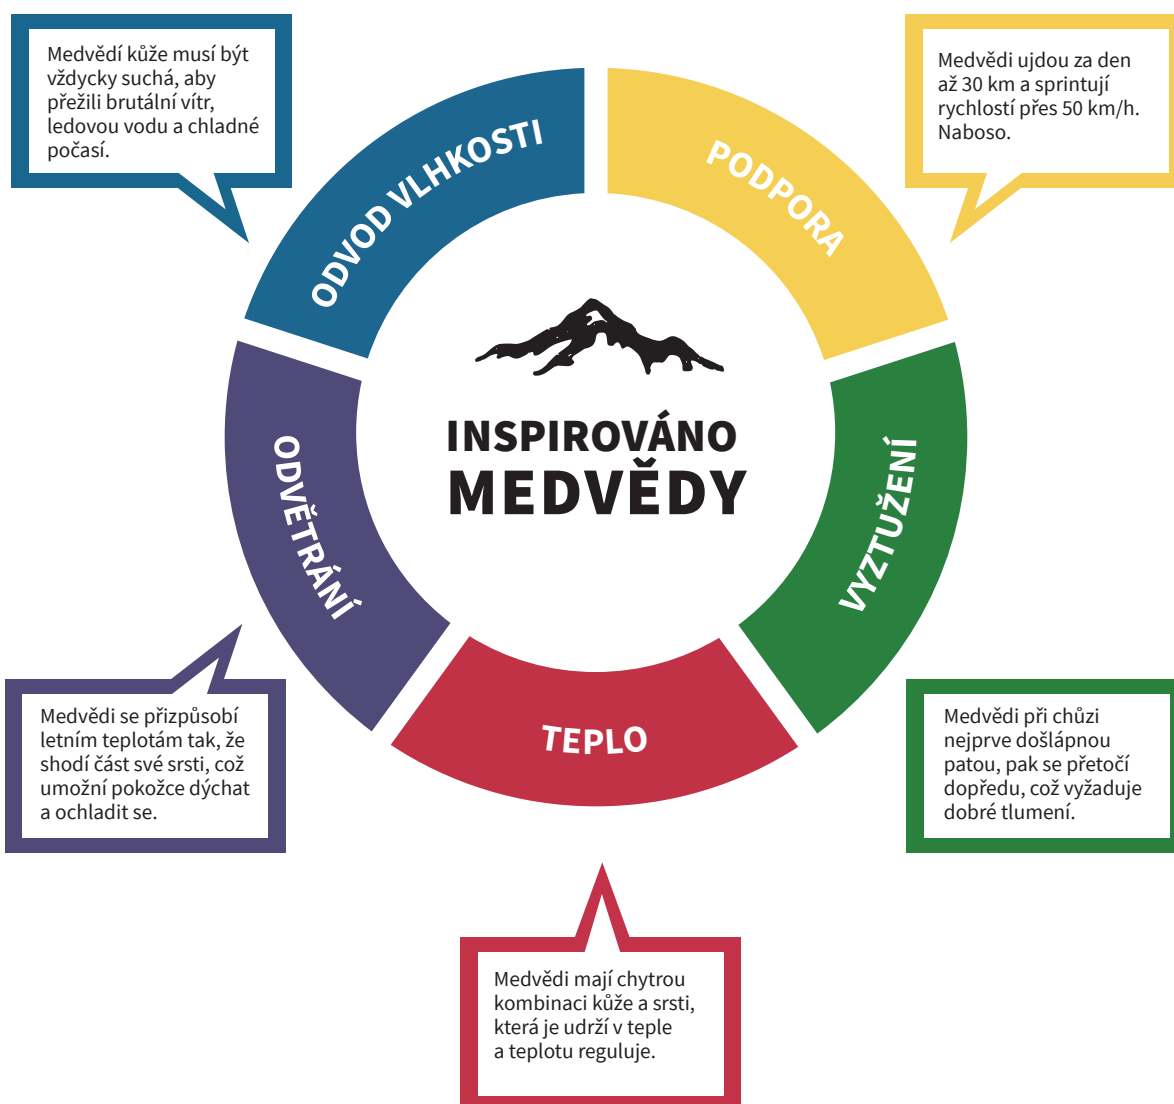 Medvědí kůže musí být
vždycky suchá, aby
přežili brutální vítr,
ledovou vodu a chladné
počasí.
Medvědi ujdou za den
až 30 km a sprintují
rychlostí přes 50 km/h.
Naboso.
ODVOD VLHKOSTI
PODPORA
INSPIROVÁNO
MEDVĚDY
ODVĚTRÁNÍ
VYZTUŽENÍ
TEPLO
Medvědi se přizpůsobí
letním teplotám tak, že
shodí část své srsti, což
umožní pokožce dýchat
a ochladit se.
Medvědi při chůzi
nejprve došlápnou
patou, pak se přetočí
dopředu, což vyžaduje
dobré tlumení.
Medvědi mají chytrou
kombinaci kůže a srsti,
která je udrží v teple
a teplotu reguluje.